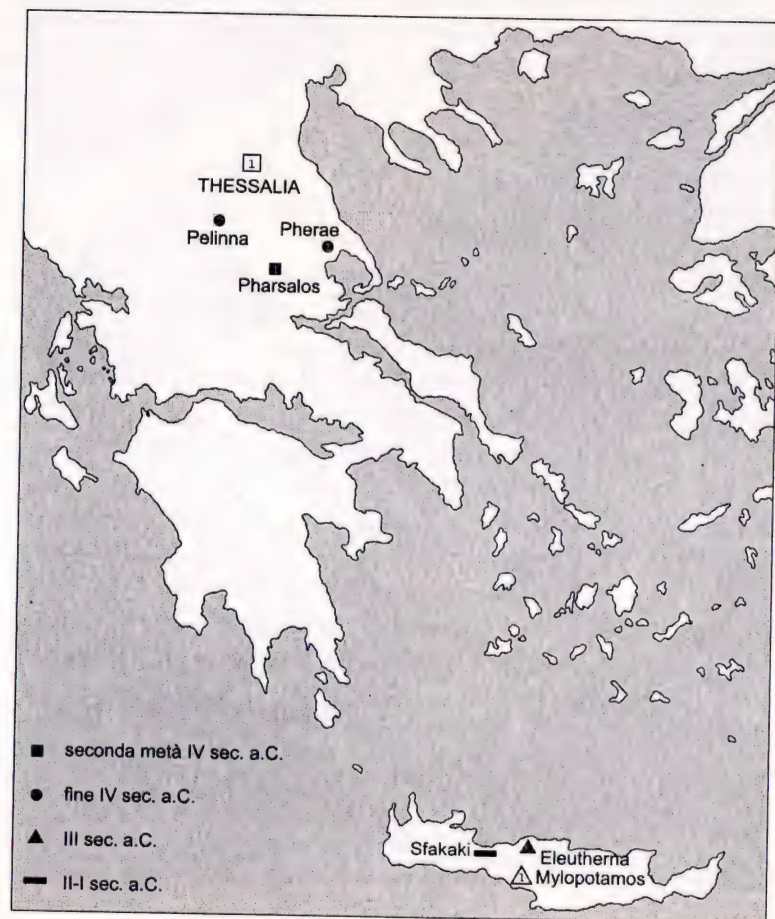 1
THESSALIA
Pelinna
Pherae
Pharsalos
seconda metà IV sec. a.C.
fine IV sec. a.C.
III sec. a.C.
II-I sec. a.C.
Sfakaki
Eleutherna
1 Mylopotamos